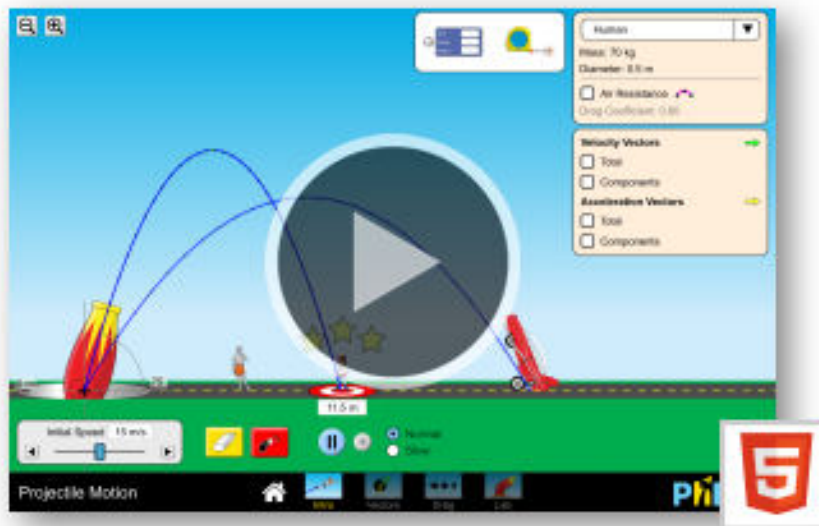 Human
Mass: 70 kg
Diameter: 0.5 m
Air Resistance
Drag Coefficient: 0.60
Velocity Vectors
Total
Components
Acceleration Vectors
Total
Components
11.5 m
Initial Speed 15 m/s
Normal
Slow
Projectile Motion
Intro
Vectors
Drag
Lab
5